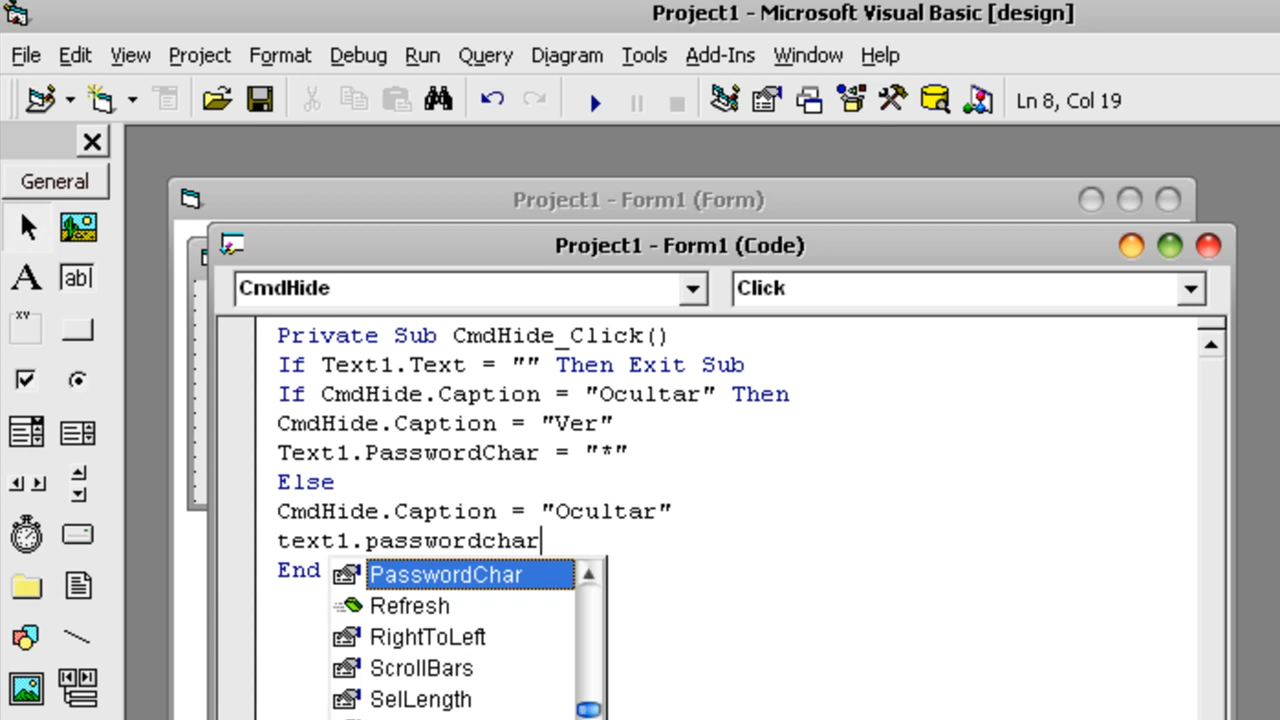 Project1 - Microsoft Visual Basic [design]
File Edit View Project Format Debug Run Query Diagram Tools Add-Ins Window Help
Ln 8, Col 19
General
Project1 - Form1 (Form)
Project1 - Form1 (Code)
CmdHide Click
Private Sub CmdHide_Click()
If Text1.Text = "" Then Exit Sub
If CmdHide.Caption = "Ocultar" Then
CmdHide.Caption = "Ver"
Text1.PasswordChar = "*"
Else
CmdHide.Caption = "Ocultar"
text1.passwordchar
End
PasswordChar
Refresh
RightToLeft
ScrollBars
SelLength